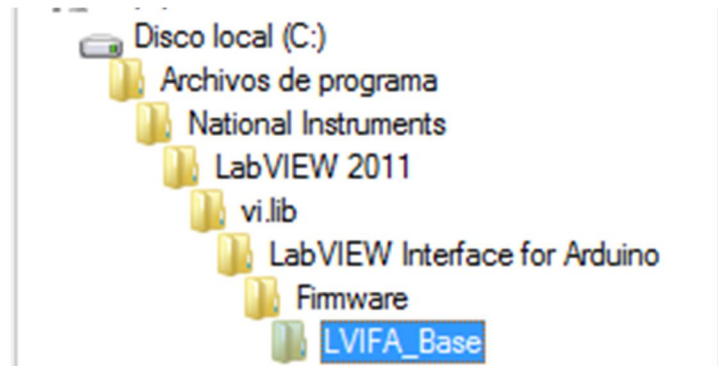 Disco local (C:)
Archivos de programa
National Instruments
LabVIEW 2011
vi.lib
LabVIEW Interface for Arduino
Firmware
LVIFA_Base